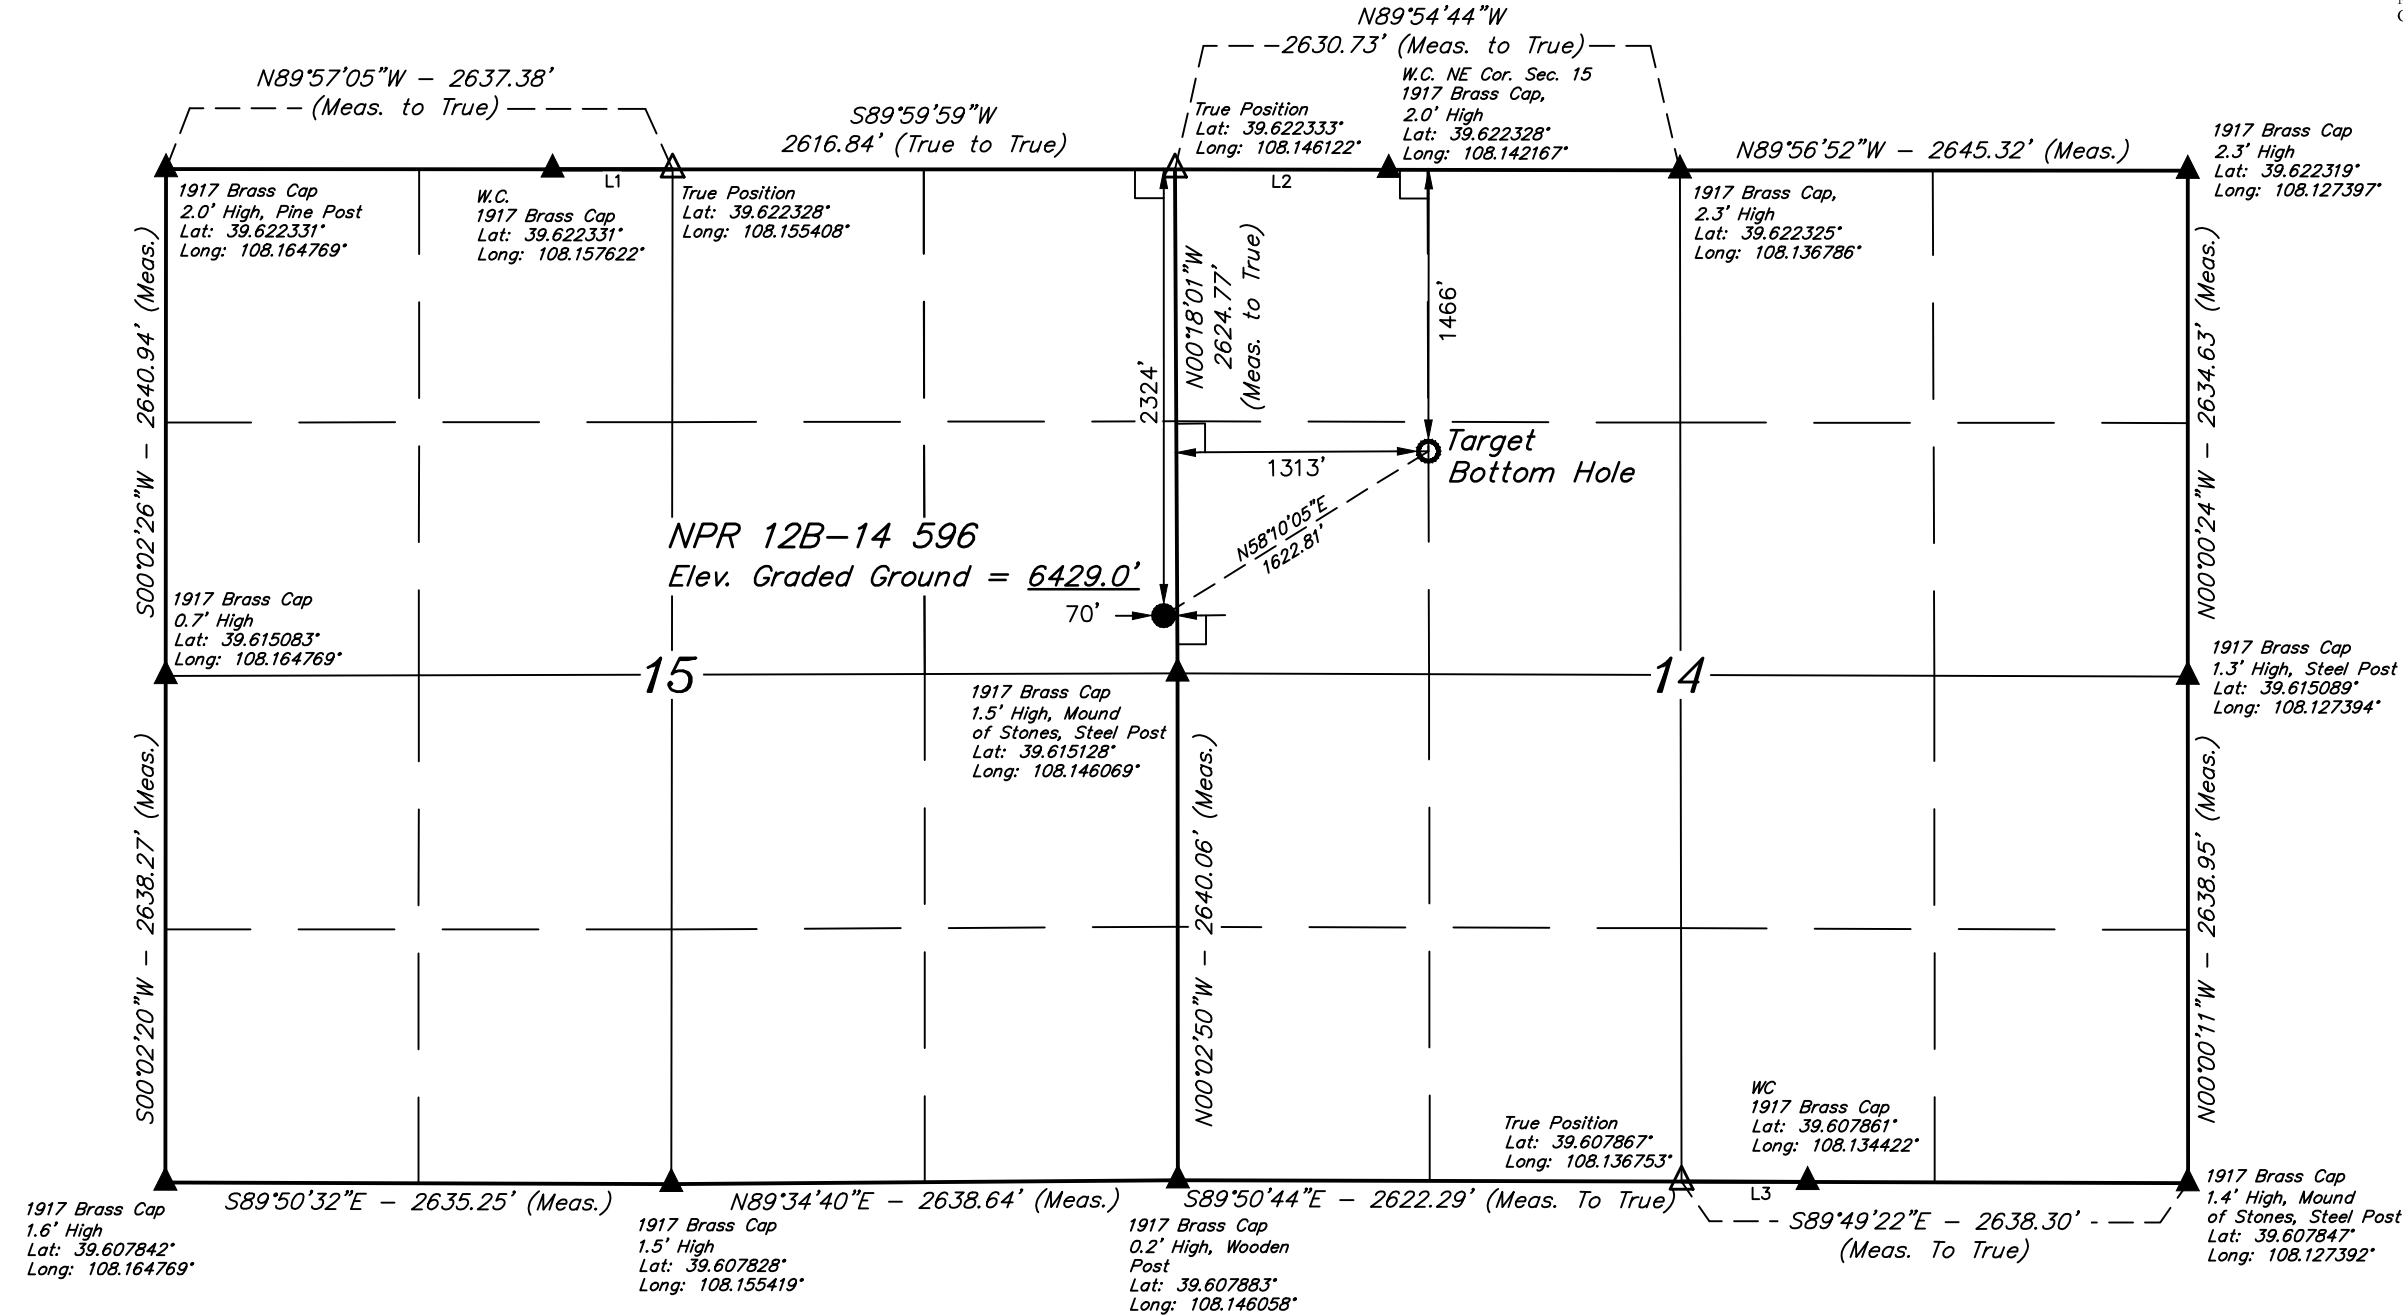 N89°54'44"W
2630.73' (Meas. to True)
N89°57'05"W – 2637.38'
(Meas. to True)
S89°59'59"W
2616.84' (True to True)
True Position
Lat: 39.622333°
Long: 108.146122°
W.C. NE Cor. Sec. 15
1917 Brass Cap,
2.0' High
Lat: 39.622328°
Long: 108.142167°
N89°56'52"W – 2645.32' (Meas.)
1917 Brass Cap
2.3' High
Lat: 39.622319°
Long: 108.127397°
1917 Brass Cap
2.0' High, Pine Post
Lat: 39.622331°
Long: 108.164769°
W.C.
1917 Brass Cap
Lat: 39.622331°
Long: 108.157622°
L1
True Position
Lat: 39.622328°
Long: 108.155408°
L2
1917 Brass Cap,
2.3' High
Lat: 39.622325°
Long: 108.136786°
S00°02'26"W – 2640.94' (Meas.)
N00°18'01"W
2624.77'
(Meas. to True)
2324'
1466'
N00°00'24"W – 2634.63' (Meas.)
Target
Bottom Hole
1313'
N58°10'05"E
1622.81'
NPR 12B–14 596
Elev. Graded Ground = 6429.0'
70'
1917 Brass Cap
0.7' High
Lat: 39.615083°
Long: 108.164769°
15
14
1917 Brass Cap
1.3' High, Steel Post
Lat: 39.615089°
Long: 108.127394°
1917 Brass Cap
1.5' High, Mound
of Stones, Steel Post
Lat: 39.615128°
Long: 108.146069°
S00°02'20"W – 2638.27' (Meas.)
N00°02'50"W – 2640.06' (Meas.)
N00°00'11"W – 2638.95' (Meas.)
True Position
Lat: 39.607867°
Long: 108.136753°
WC
1917 Brass Cap
Lat: 39.607861°
Long: 108.134422°
L3
S89°50'32"E – 2635.25' (Meas.)
N89°34'40"E – 2638.64' (Meas.)
S89°50'44"E – 2622.29' (Meas. To True)
S89°49'22"E – 2638.30'
(Meas. To True)
1917 Brass Cap
1.6' High
Lat: 39.607842°
Long: 108.164769°
1917 Brass Cap
1.5' High
Lat: 39.607828°
Long: 108.155419°
1917 Brass Cap
0.2' High, Wooden
Post
Lat: 39.607883°
Long: 108.146058°
1917 Brass Cap
1.4' High, Mound
of Stones, Steel Post
Lat: 39.607847°
Long: 108.127392°